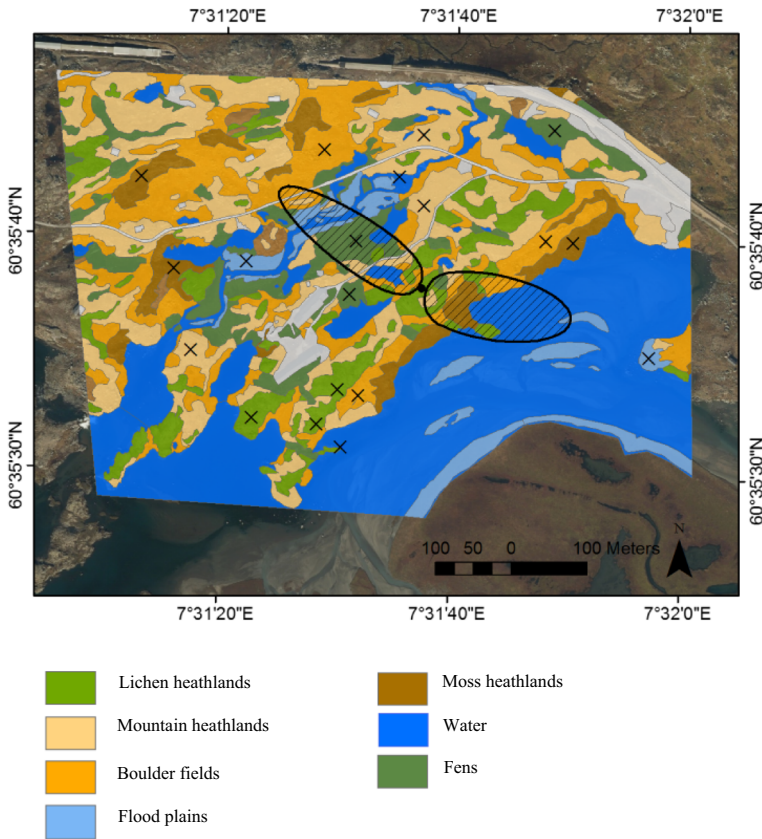 7°31'20"E 7°31'40"E 7°32'0"E
60°35'40"N 60°35'40"N
60°35'30"N 60°35'30"N
N
100 50 0 100 Meters
7°31'20"E 7°31'40"E 7°32'0"E
Lichen heathlands
Moss heathlands
Mountain heathlands
Water
Boulder fields
Fens
Flood plains